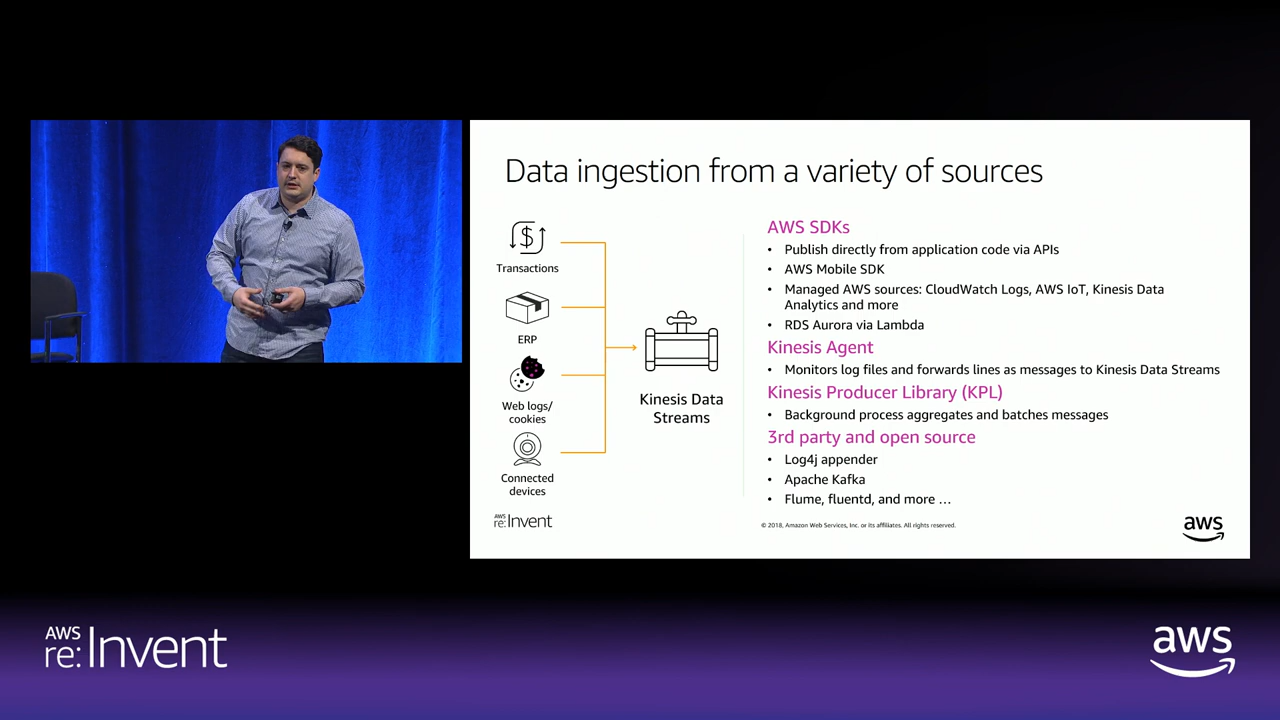 Data ingestion from a variety of sources
Transactions
ERP
Web logs/
cookies
Connected
devices
Kinesis Data
Streams
AWS SDKs
• Publish directly from application code via APIs
• AWS Mobile SDK
• Managed AWS sources: CloudWatch Logs, AWS IoT, Kinesis Data
Analytics and more
• RDS Aurora via Lambda
Kinesis Agent
• Monitors log files and forwards lines as messages to Kinesis Data Streams
Kinesis Producer Library (KPL)
• Background process aggregates and batches messages
3rd party and open source
• Log4j appender
• Apache Kafka
• Flume, fluentd, and more …
AWS
re:Invent
© 2018, Amazon Web Services, Inc. or its affiliates. All rights reserved.
aws
AWS
re:Invent
aws